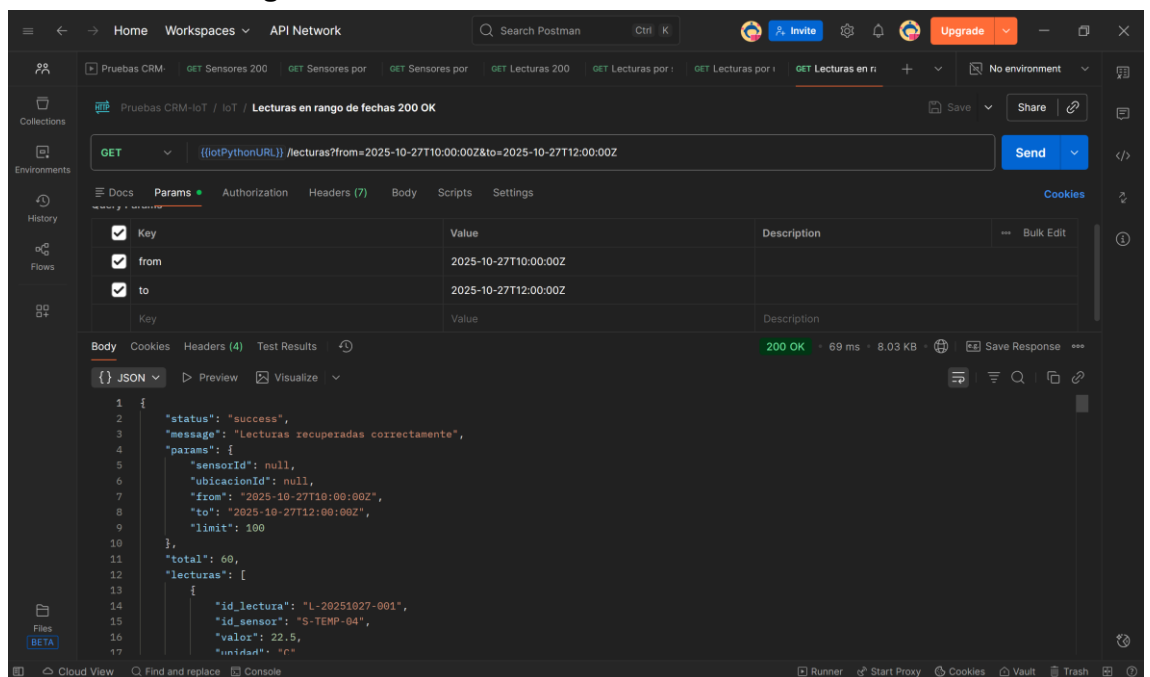 Home Workspaces API Network Search Postman Ctrl K Invite Upgrade
Pruebas CRM- GET Sensores 200 GET Sensores por GET Sensores por GET Lecturas 200 GET Lecturas por GET Lecturas por GET Lecturas en No environment
Collections
HTTP Pruebas CRM-IoT / IoT / Lecturas en rango de fechas 200 OK Save Share
Environments
GET {{iotPythonURL}} /lecturas?from=2025-10-27T10:00:00Z&to=2025-10-27T12:00:00Z Send
History
Docs Params Authorization Headers (7) Body Scripts Settings Cookies
Query Params
Flows
Key Value Description Bulk Edit
from 2025-10-27T10:00:00Z
to 2025-10-27T12:00:00Z
Key Value Description
Body Cookies Headers (4) Test Results 200 OK 69 ms 8.03 KB e.g. Save Response
{} JSON Preview Visualize
1 {
2 "status": "success",
3 "message": "Lecturas recuperadas correctamente",
4 "params": {
5 "sensorId": null,
6 "ubicacionId": null,
7 "from": "2025-10-27T10:00:00Z",
8 "to": "2025-10-27T12:00:00Z",
9 "limit": 100
10 },
11 "total": 60,
12 "lecturas": [
13 {
14 "id_lectura": "L-20251027-001",
15 "id_sensor": "S-TEMP-04",
16 "valor": 22.5,
17 "unidad": "C"
Files
BETA
Cloud View Find and replace Console Runner Start Proxy Cookies Vault Trash